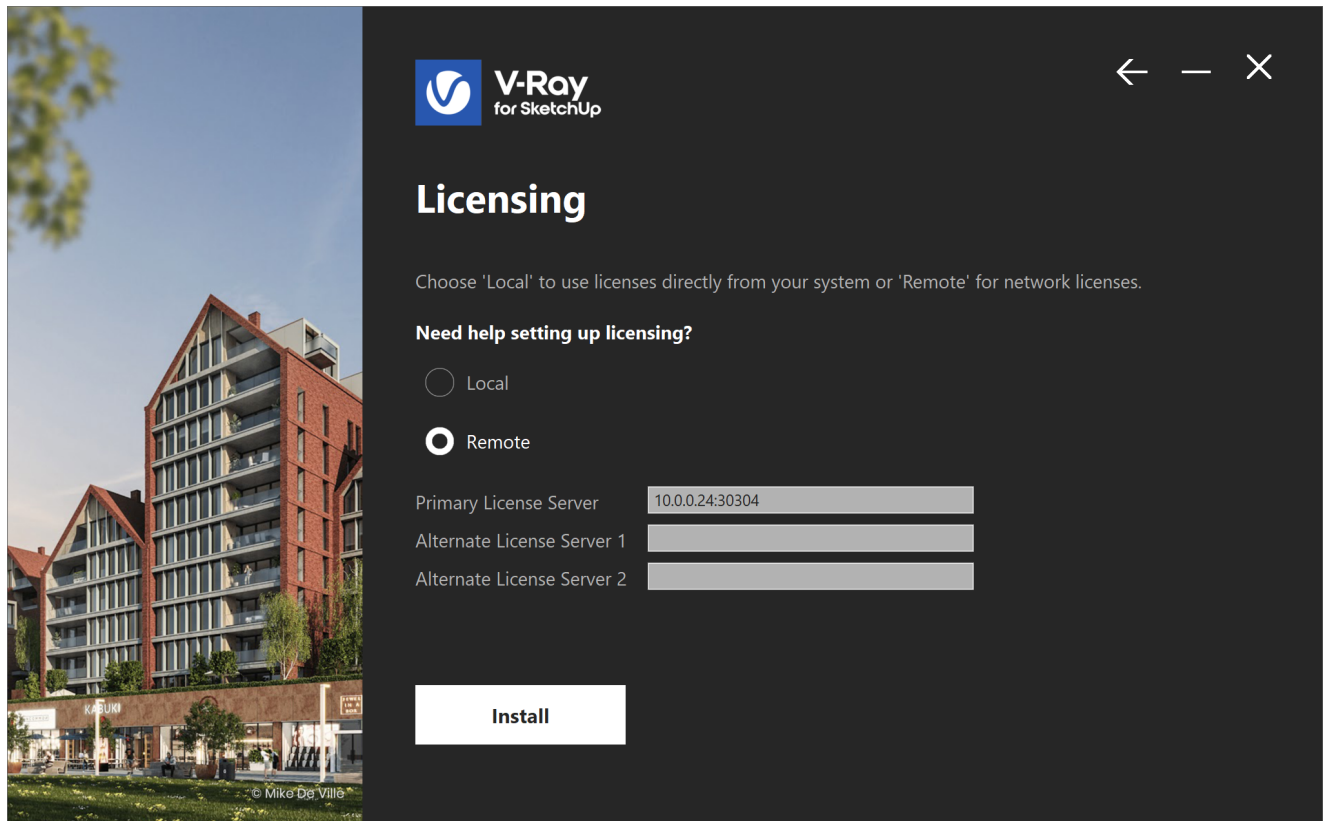 V-Ray
for SketchUp
Licensing
Choose 'Local' to use licenses directly from your system or 'Remote' for network licenses.
Need help setting up licensing?
Local
Remote
Primary License Server 10.0.0.24:30304
Alternate License Server 1
Alternate License Server 2
Install
KABUKI
© Mike De Ville